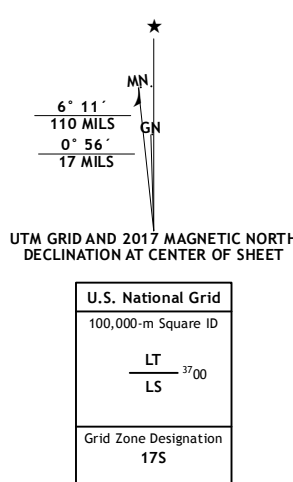 ★
MN.
6° 11´
110 MILS
GN
0° 56´
17 MILS
UTM GRID AND 2017 MAGNETIC NORTH
DECLINATION AT CENTER OF SHEET
U.S. National Grid
100,000-m Square ID
LT
3700
LS
Grid Zone Designation
17S